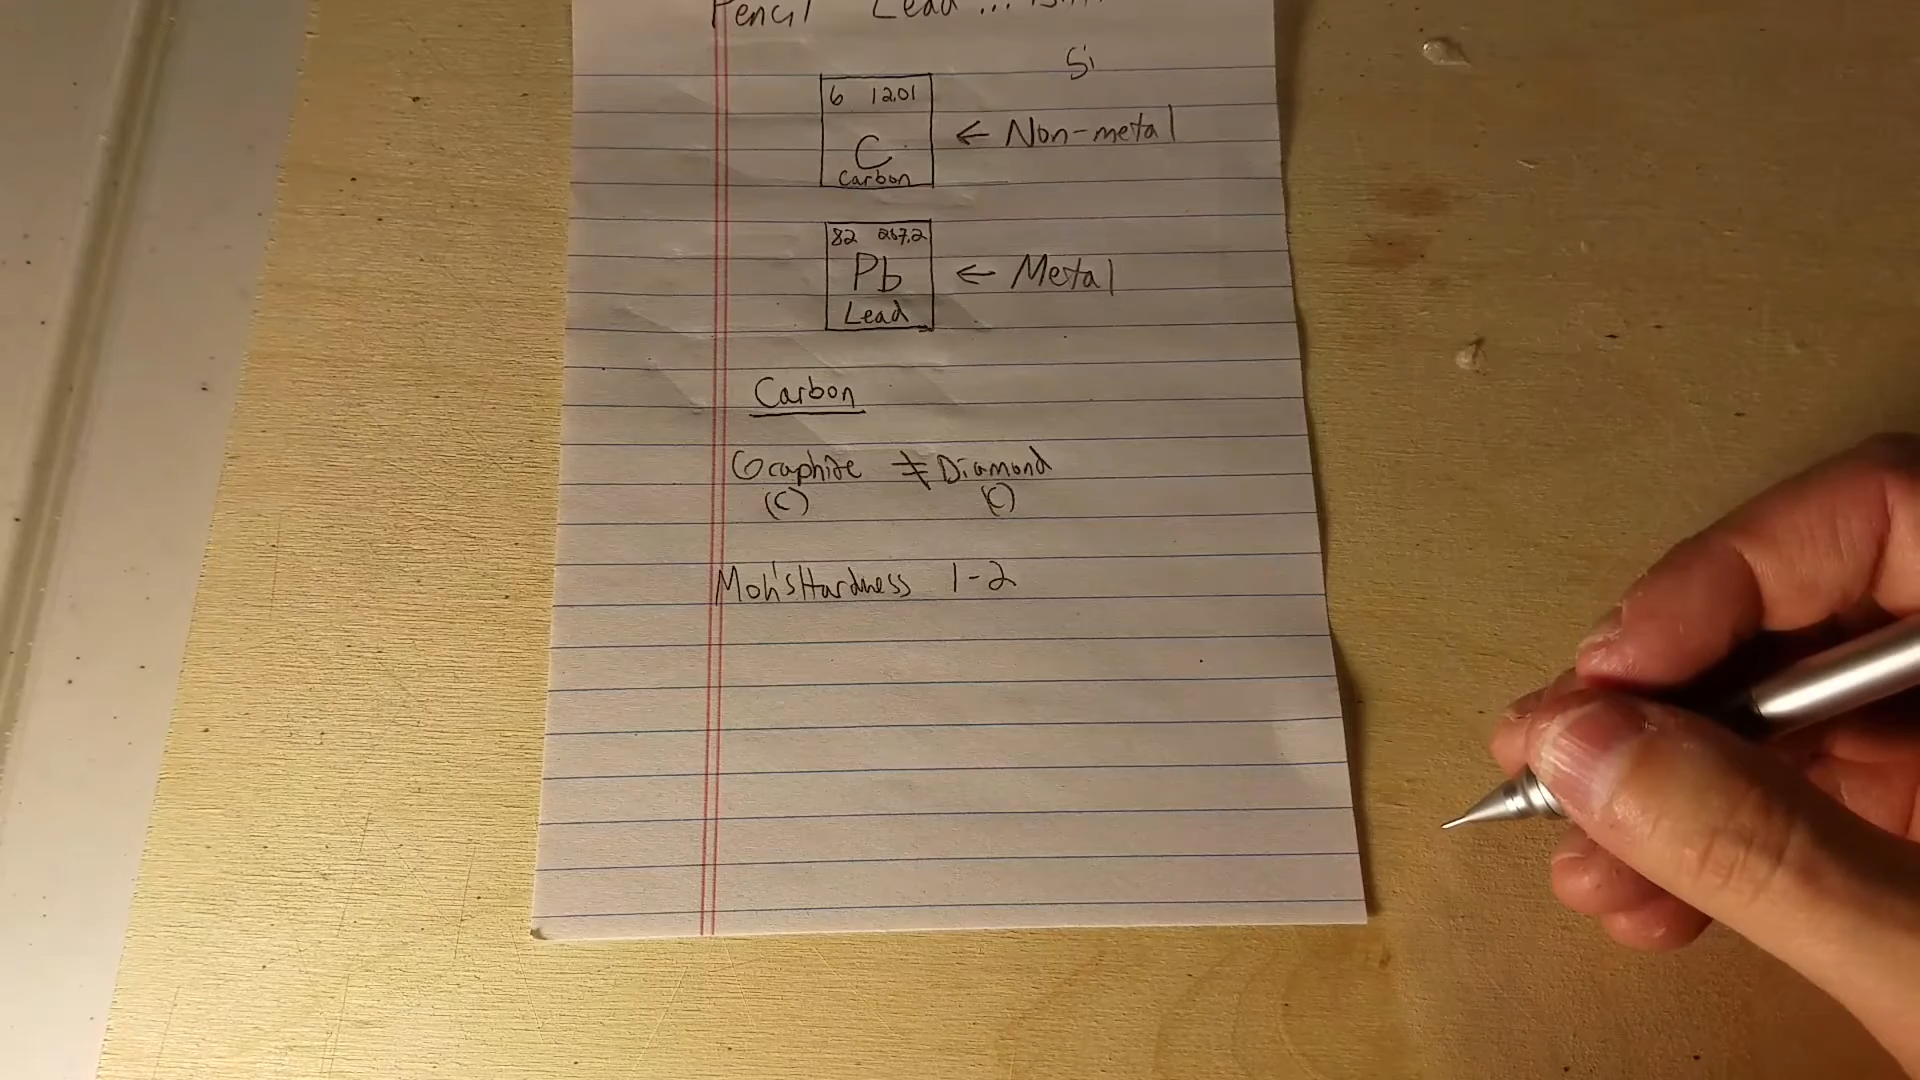 Pencil Lead...
Si
6 12.01
C
Carbon
← Non-metal
82 207.2
Pb
Lead
← Metal
Carbon
Graphite ≠ Diamond
(C) (C)
Moh's Hardness 1-2